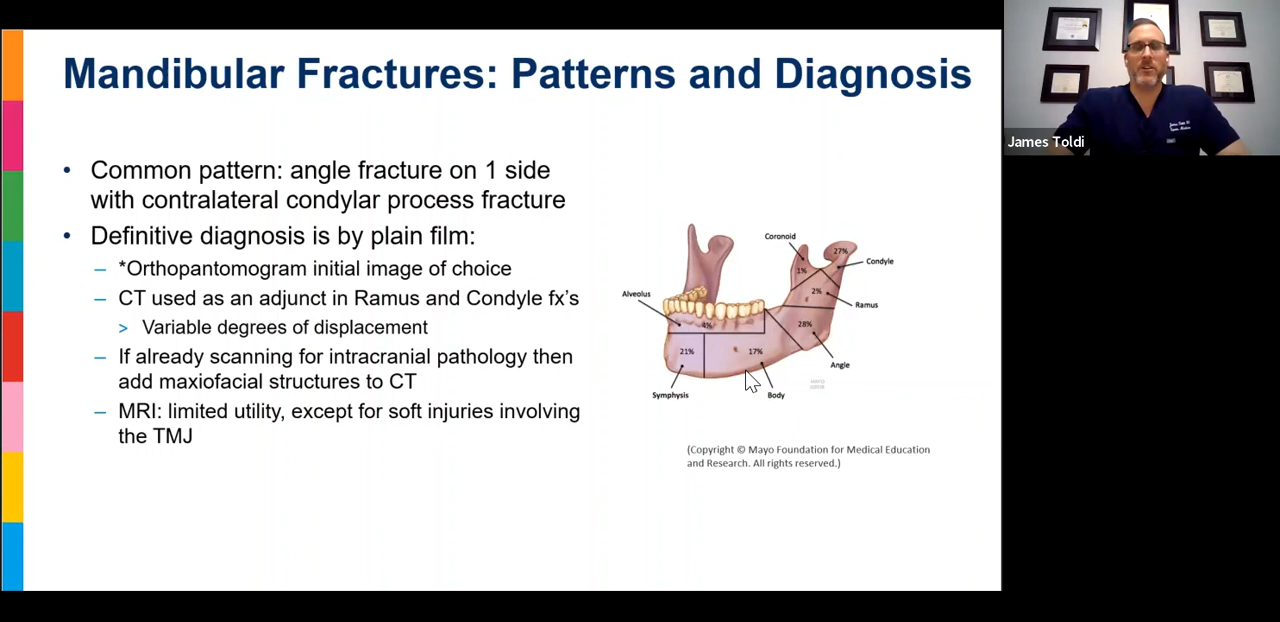 Mandibular Fractures: Patterns and Diagnosis
James Toldi
• Common pattern: angle fracture on 1 side
with contralateral condylar process fracture
• Definitive diagnosis is by plain film:
– *Orthopantomogram initial image of choice
– CT used as an adjunct in Ramus and Condyle fx's
> Variable degrees of displacement
– If already scanning for intracranial pathology then
add maxiofacial structures to CT
– MRI: limited utility, except for soft injuries involving
the TMJ
Coronoid
27%
Condyle
1%
2%
Ramus
Alveolus
4%
28%
21%
17%
Angle
Symphysis
Body
(Copyright © Mayo Foundation for Medical Education
and Research. All rights reserved.)